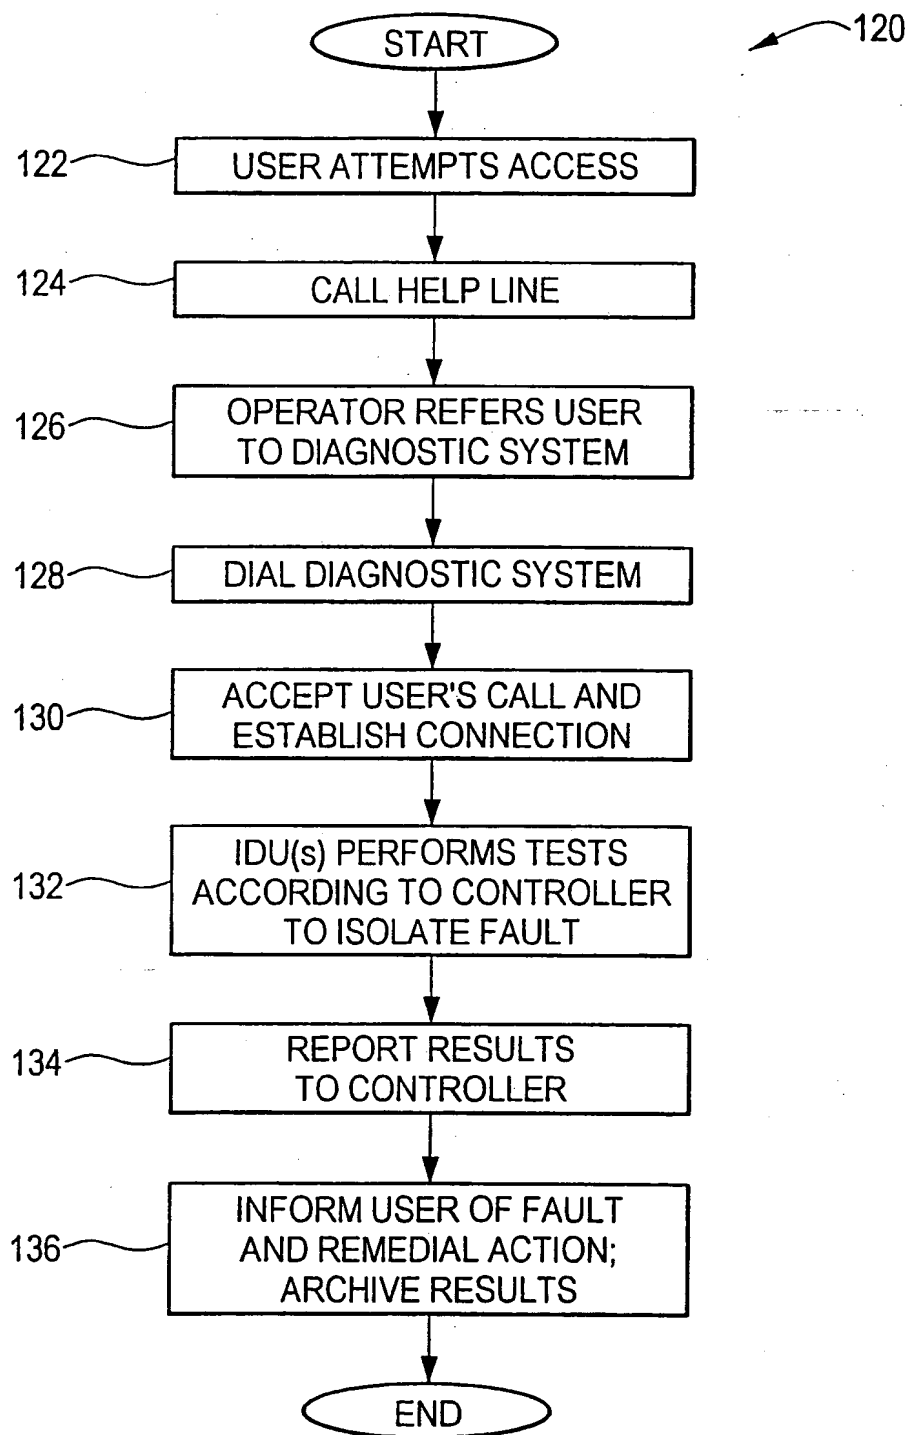 START
120
122
USER ATTEMPTS ACCESS
124
CALL HELP LINE
126
OPERATOR REFERS USER
TO DIAGNOSTIC SYSTEM
128
DIAL DIAGNOSTIC SYSTEM
130
ACCEPT USER'S CALL AND
ESTABLISH CONNECTION
132
IDU(s) PERFORMS TESTS
ACCORDING TO CONTROLLER
TO ISOLATE FAULT
134
REPORT RESULTS
TO CONTROLLER
136
INFORM USER OF FAULT
AND REMEDIAL ACTION;
ARCHIVE RESULTS
END